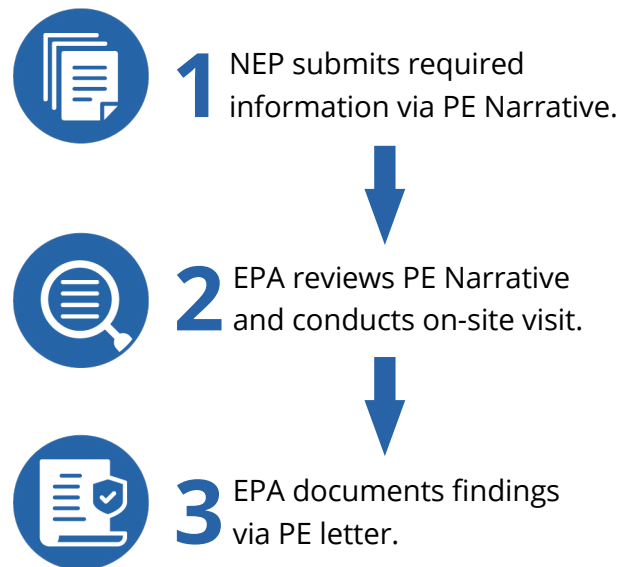 1
NEP submits required
information via PE Narrative.
2
EPA reviews PE Narrative
and conducts on-site visit.
3
EPA documents findings
via PE letter.